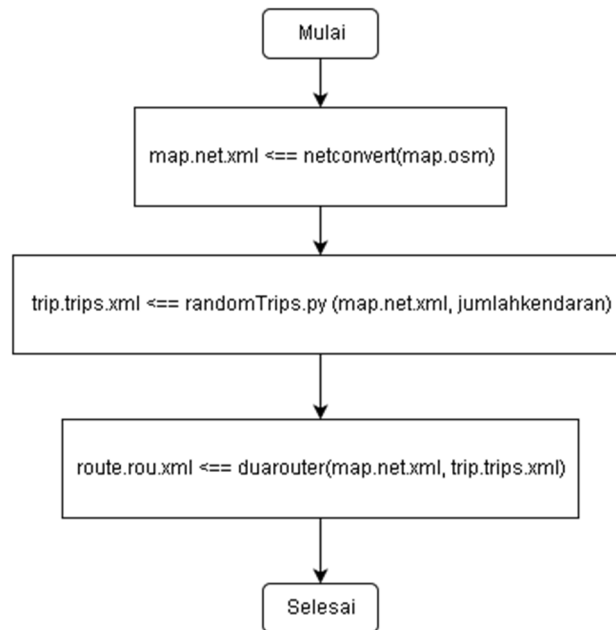 Mulai
map.net.xml <== netconvert(map.osm)
trip.trips.xml <== randomTrips.py (map.net.xml, jumlahkendaran)
route.rou.xml <== duarouter(map.net.xml, trip.trips.xml)
Selesai